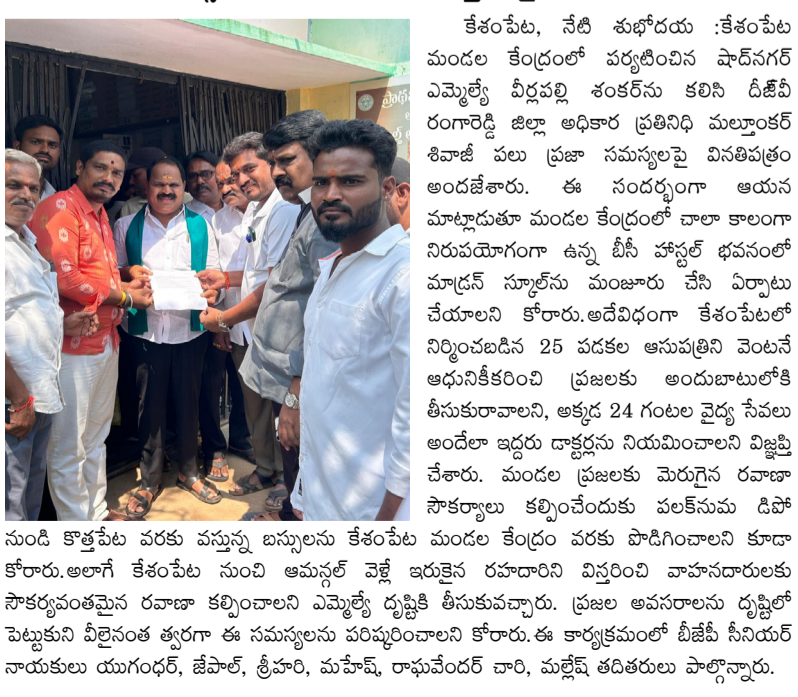 కేశంపేట, నేటి శుభోదయ :కేశంపేట
మండల కేంద్రంలో పర్యటించిన షాద్‌నగర్
ఎమ్మెల్యే వీర్లపల్లి శంకర్‌ను కలిసి దీజేవీ
రంగారెడ్డి జిల్లా అధికార ప్రతినిధి మల్తూంకర్
శివాజీ పలు ప్రజా సమస్యలపై వినతిపత్రం
అందజేశారు. ఈ సందర్భంగా ఆయన
మాట్లాడుతూ మండల కేంద్రంలో చాలా కాలంగా
నిరుపయోగంగా ఉన్న బీసీ హాస్టల్ భవనంలో
మాడ్రన్ స్కూల్‌ను మంజూరు చేసి ఏర్పాటు
చేయాలని కోరారు.అదేవిధంగా కేశంపేటలో
నిర్మించబడిన 25 పడకల ఆసుపత్రిని వెంటనే
ఆధునికీకరించి ప్రజలకు అందుబాటులోకి
తీసుకురావాలని, అక్కడ 24 గంటల వైద్య సేవలు
అందేలా ఇద్దరు డాక్టర్లను నియమించాలని విజ్ఞప్తి
చేశారు. మండల ప్రజలకు మెరుగైన రవాణా
సౌకర్యాలు కల్పించేందుకు పలక్‌నుమ డిపో
నుండి కొత్తపేట వరకు వస్తున్న బస్సులను కేశంపేట మండల కేంద్రం వరకు పొడిగించాలని కూడా
కోరారు.అలాగే కేశంపేట నుంచి ఆమన్గల్ వెళ్లే ఇరుకైన రహదారిని విస్తరించి వాహనదారులకు
సౌకర్యవంతమైన రవాణా కల్పించాలని ఎమ్మెల్యే దృష్టికి తీసుకువచ్చారు. ప్రజల అవసరాలను దృష్టిలో
పెట్టుకుని వీలైనంత త్వరగా ఈ సమస్యలను పరిష్కరించాలని కోరారు.ఈ కార్యక్రమంలో బీజేపీ సీనియర్
నాయకులు యుగంధర్, జేపాల్, శ్రీహరి, మహేష్, రాఘవేందర్ చారి, మల్లేష్ తదితరులు పాల్గొన్నారు.